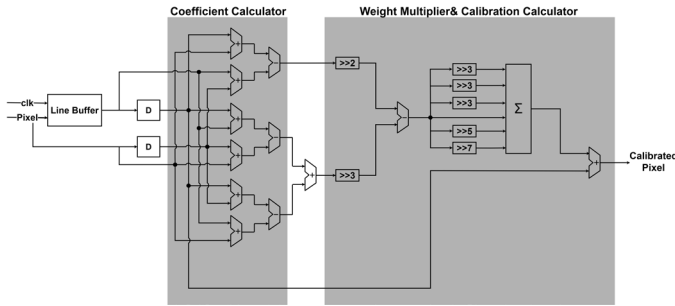 Coefficient Calculator
Weight Multiplier& Calibration Calculator
clk
Pixel
Line Buffer
D
D
+
+
+
+
+
+
-
-
-
+
>>2
>>3
-
>>3
>>3
>>3
>>5
>>7
Σ
+
Calibrated
Pixel